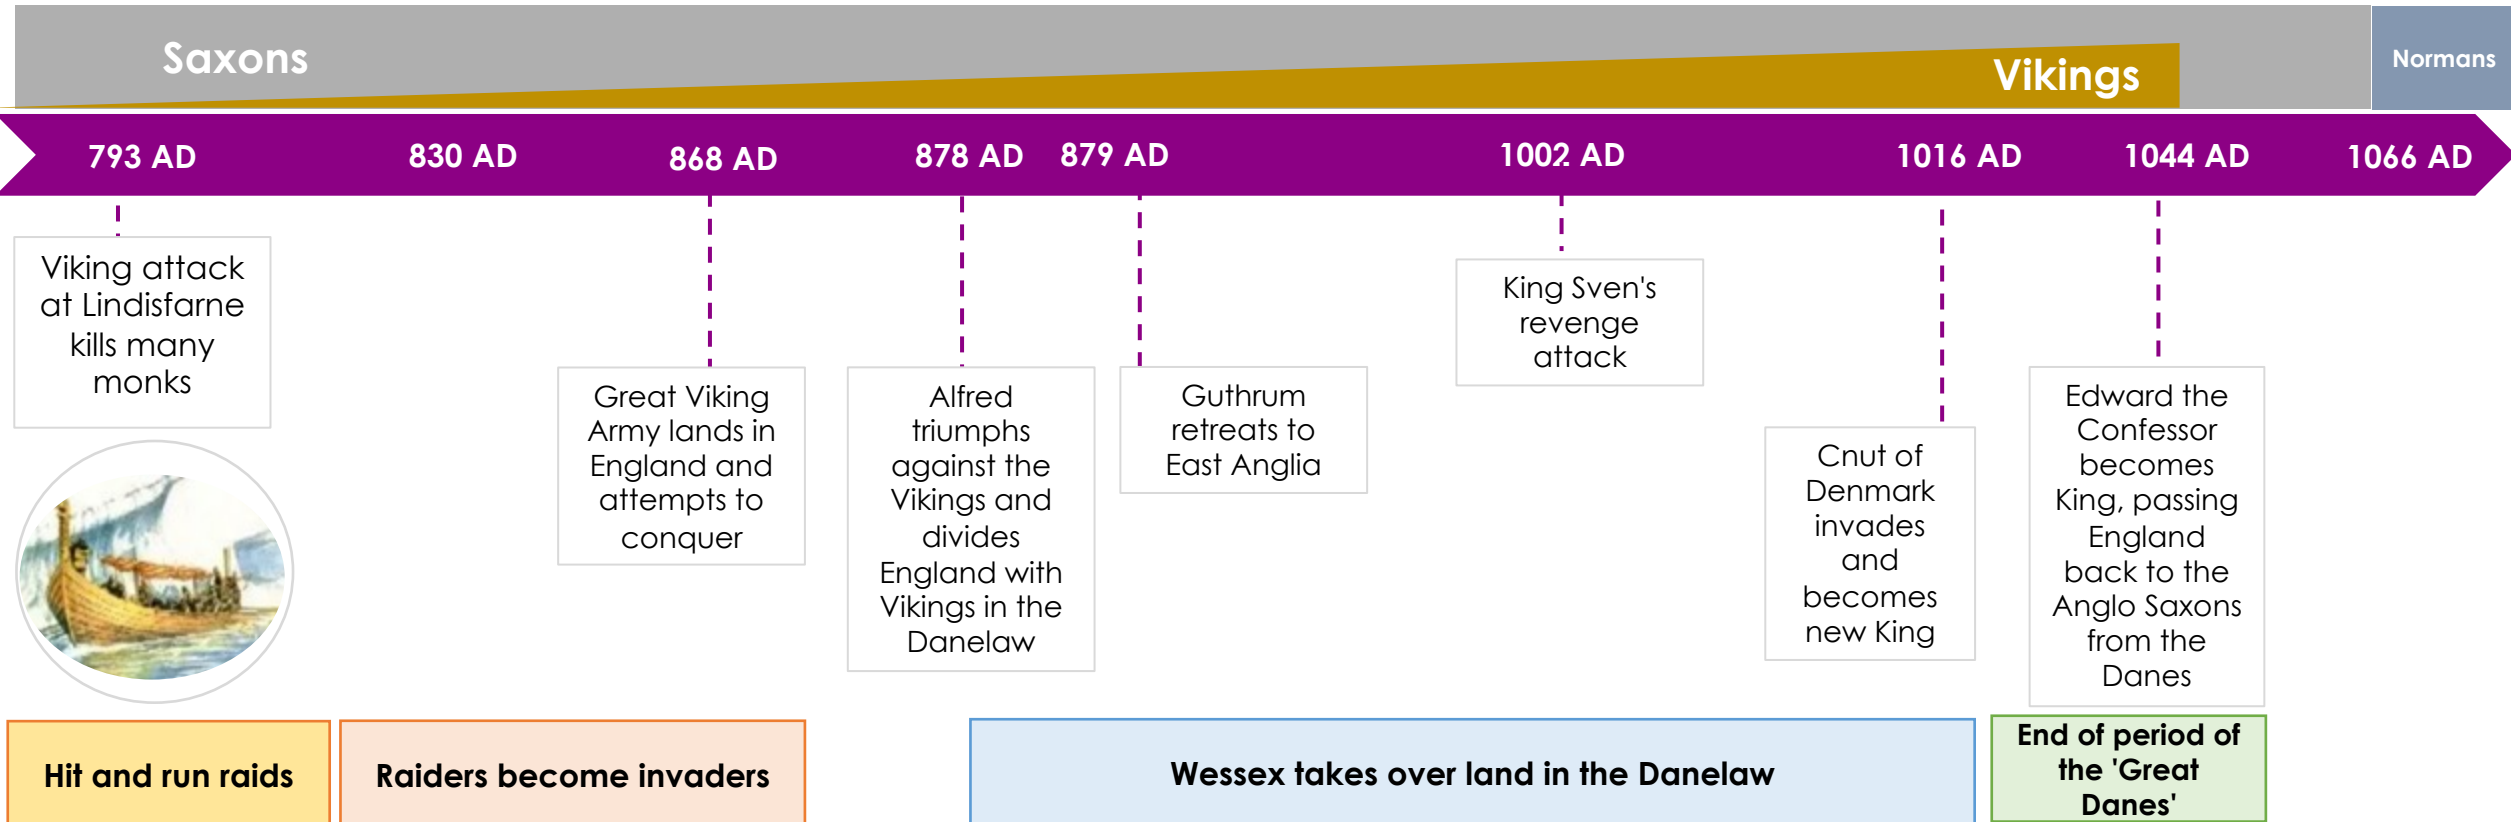 Saxons
Vikings
Normans
793 AD
830 AD
868 AD
878 AD
879 AD
1002 AD
1016 AD
1044 AD
1066 AD
Viking attack
at Lindisfarne
kills many
monks
Great Viking
Army lands in
England and
attempts to
conquer
Alfred
triumphs
against the
Vikings and
divides
England with
Vikings in the
Danelaw
Guthrum
retreats to
East Anglia
King Sven's
revenge
attack
Cnut of
Denmark
invades
and
becomes
new King
Edward the
Confessor
becomes
King, passing
England
back to the
Anglo Saxons
from the
Danes
Hit and run raids
Raiders become invaders
Wessex takes over land in the Danelaw
End of period of
the 'Great
Danes'